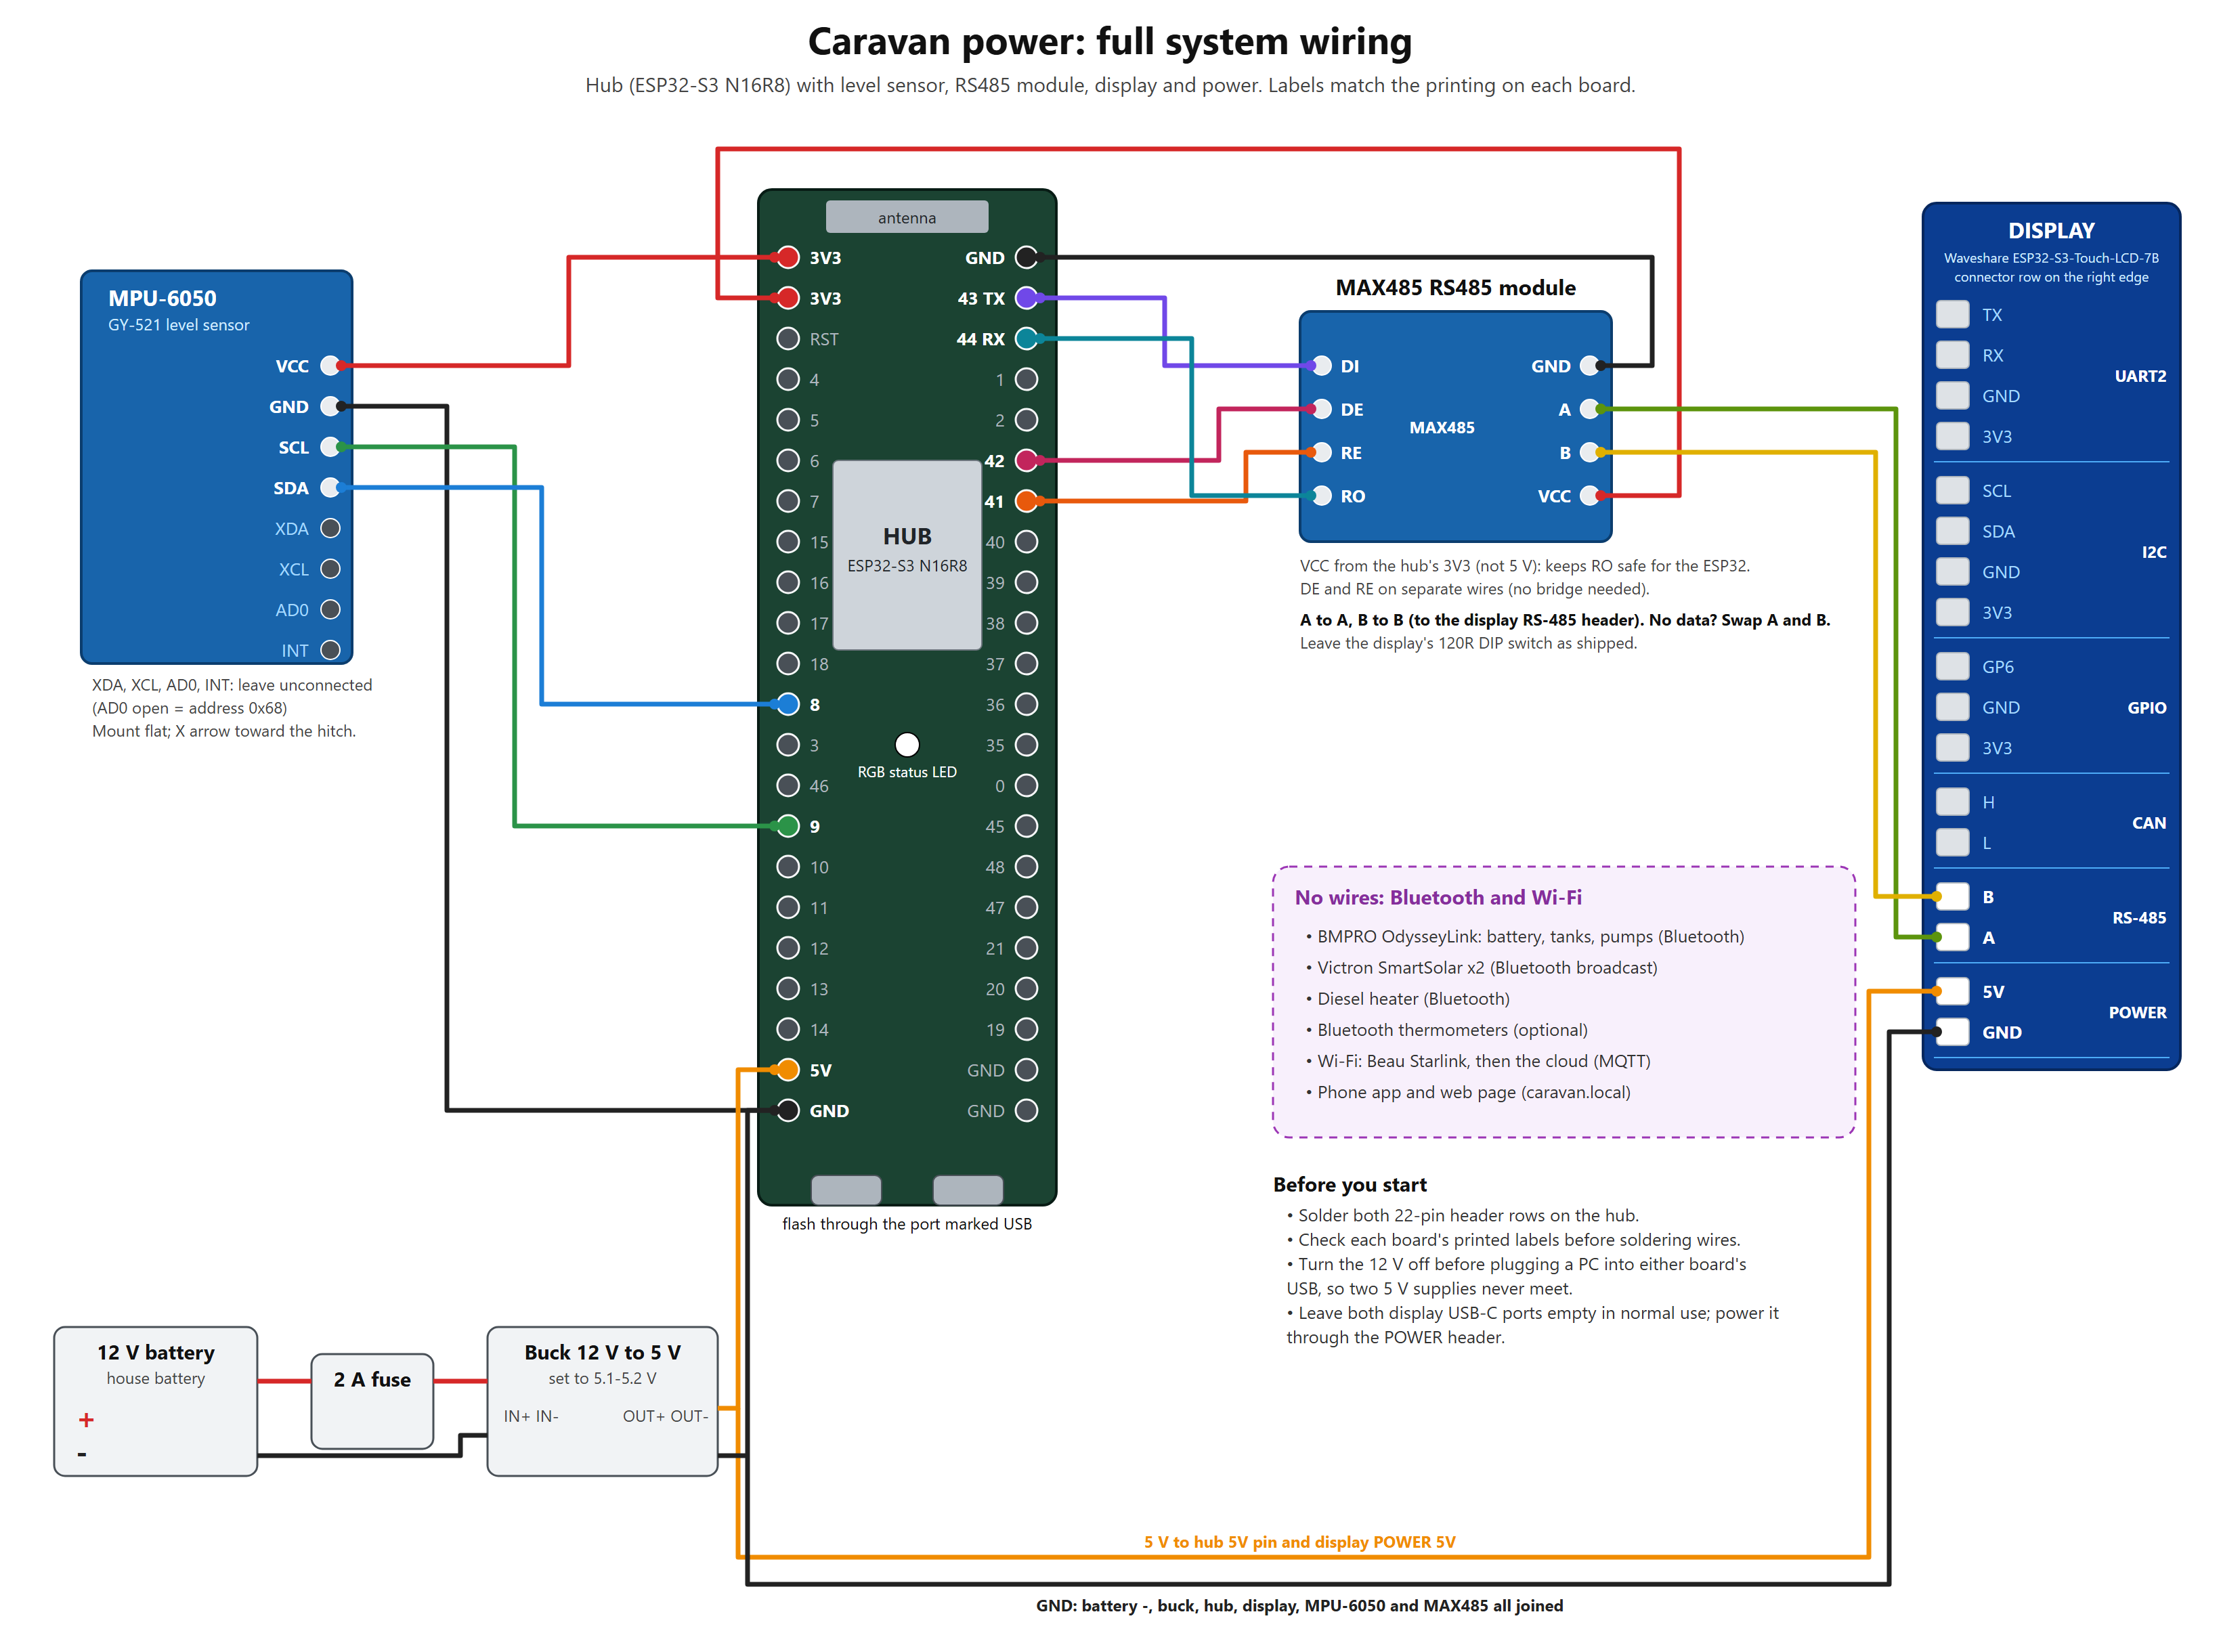 Caravan power: full system wiring
Hub (ESP32-S3 N16R8) with level sensor, RS485 module, display and power. Labels match the printing on each board.
MPU-6050
GY-521 level sensor
VCC
GND
SCL
SDA
XDA
XCL
AD0
INT
XDA, XCL, AD0, INT: leave unconnected
(AD0 open = address 0x68)
Mount flat; X arrow toward the hitch.
antenna
3V3
3V3
RST
4
5
6
7
15
16
17
18
8
3
46
9
10
11
12
13
14
5V
GND
GND
43 TX
44 RX
1
2
42
41
40
39
38
37
36
35
0
45
48
47
21
20
19
GND
GND
HUB
ESP32-S3 N16R8
RGB status LED
flash through the port marked USB
MAX485 RS485 module
DI
DE
RE
RO
MAX485
GND
A
B
VCC
VCC from the hub's 3V3 (not 5 V): keeps RO safe for the ESP32.
DE and RE on separate wires (no bridge needed).
A to A, B to B (to the display RS-485 header). No data? Swap A and B.
Leave the display's 120R DIP switch as shipped.
DISPLAY
Waveshare ESP32-S3-Touch-LCD-7B
connector row on the right edge
TX
RX
GND
3V3
UART2
SCL
SDA
GND
3V3
I2C
GP6
GND
3V3
GPIO
H
L
CAN
B
A
RS-485
5V
GND
POWER
No wires: Bluetooth and Wi-Fi
• BMPRO OdysseyLink: battery, tanks, pumps (Bluetooth)
• Victron SmartSolar x2 (Bluetooth broadcast)
• Diesel heater (Bluetooth)
• Bluetooth thermometers (optional)
• Wi-Fi: Beau Starlink, then the cloud (MQTT)
• Phone app and web page (caravan.local)
Before you start
• Solder both 22-pin header rows on the hub.
• Check each board's printed labels before soldering wires.
• Turn the 12 V off before plugging a PC into either board's
USB, so two 5 V supplies never meet.
• Leave both display USB-C ports empty in normal use; power it
through the POWER header.
12 V battery
house battery
+
-
2 A fuse
Buck 12 V to 5 V
set to 5.1-5.2 V
IN+ IN-
OUT+ OUT-
5 V to hub 5V pin and display POWER 5V
GND: battery -, buck, hub, display, MPU-6050 and MAX485 all joined